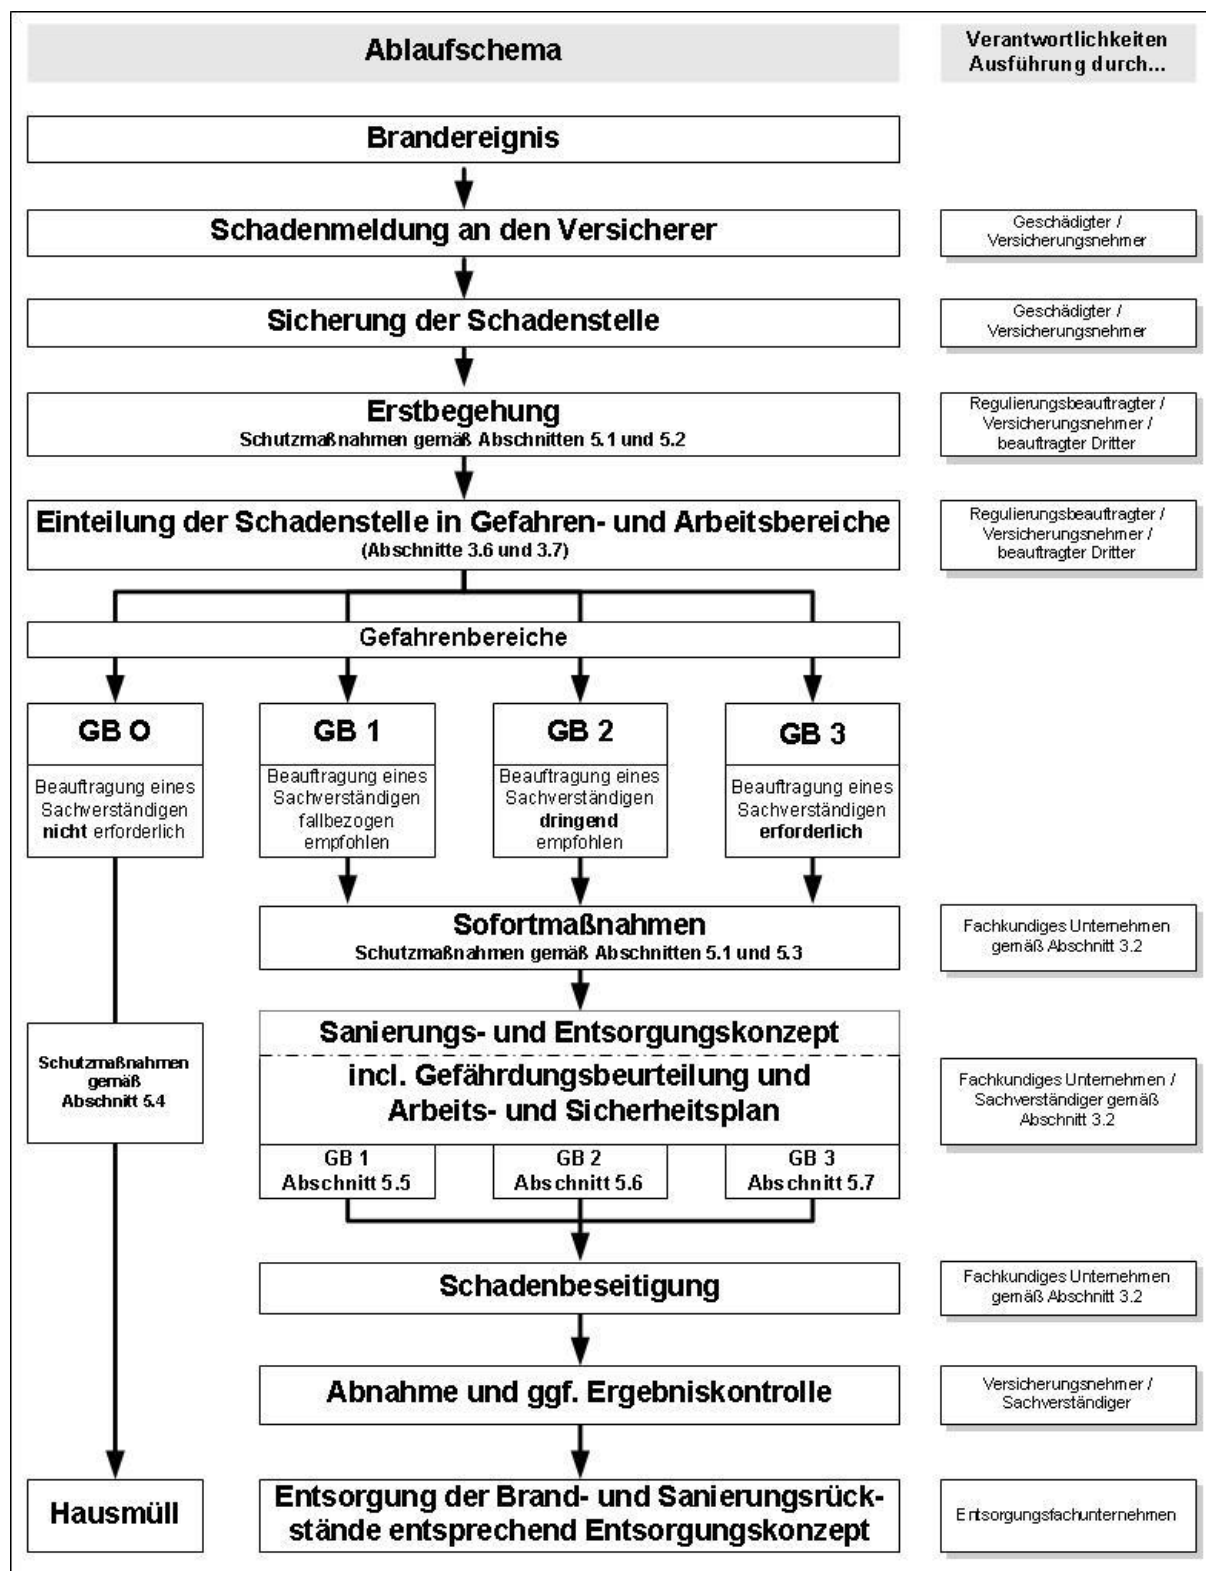 Ablaufschema
Verantwortlichkeiten
Ausführung durch...
Brandereignis
Schadenmeldung an den Versicherer
Geschädigter /
Versicherungsnehmer
Sicherung der Schadenstelle
Geschädigter /
Versicherungsnehmer
Erstbegehung
Schutzmaßnahmen gemäß Abschnitten 5.1 und 5.2
Regulierungsbeauftragter /
Versicherungsnehmer /
beauftragter Dritter
Einteilung der Schadenstelle in Gefahren- und Arbeitsbereiche
(Abschnitte 3.6 und 3.7)
Regulierungsbeauftragter /
Versicherungsnehmer /
beauftragter Dritter
Gefahrenbereiche
GB O
Beauftragung eines
Sachverständigen
nicht erforderlich
GB 1
Beauftragung eines
Sachverständigen
fallbezogen
empfohlen
GB 2
Beauftragung eines
Sachverständigen
dringend
empfohlen
GB 3
Beauftragung eines
Sachverständigen
erforderlich
Sofortmaßnahmen
Schutzmaßnahmen gemäß Abschnitten 5.1 und 5.3
Fachkundiges Unternehmen
gemäß Abschnitt 3.2
Schutzmaßnahmen
gemäß
Abschnitt 5.4
Sanierungs- und Entsorgungskonzept
incl. Gefährdungsbeurteilung und
Arbeits- und Sicherheitsplan
GB 1
Abschnitt 5.5
GB 2
Abschnitt 5.6
GB 3
Abschnitt 5.7
Fachkundiges Unternehmen /
Sachverständiger gemäß
Abschnitt 3.2
Schadenbeseitigung
Fachkundiges Unternehmen
gemäß Abschnitt 3.2
Abnahme und ggf. Ergebniskontrolle
Versicherungsnehmer /
Sachverständiger
Hausmüll
Entsorgung der Brand- und Sanierungsrück-
stände entsprechend Entsorgungskonzept
Entsorgungsfachunternehmen